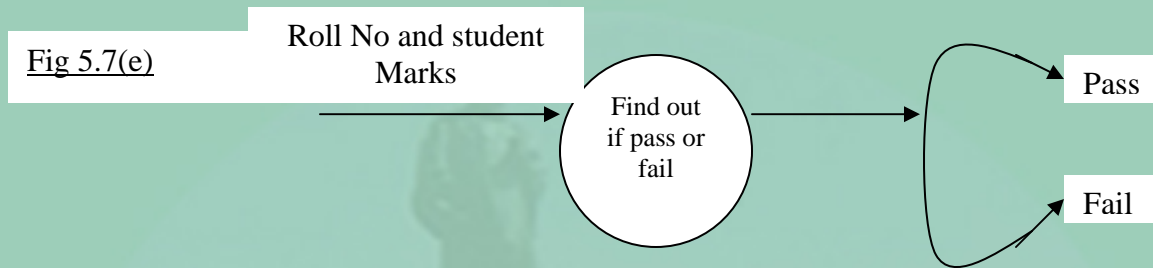 Fig 5.7(e)
Roll No and student
Marks
Find out
if pass or
fail
Pass
Fail